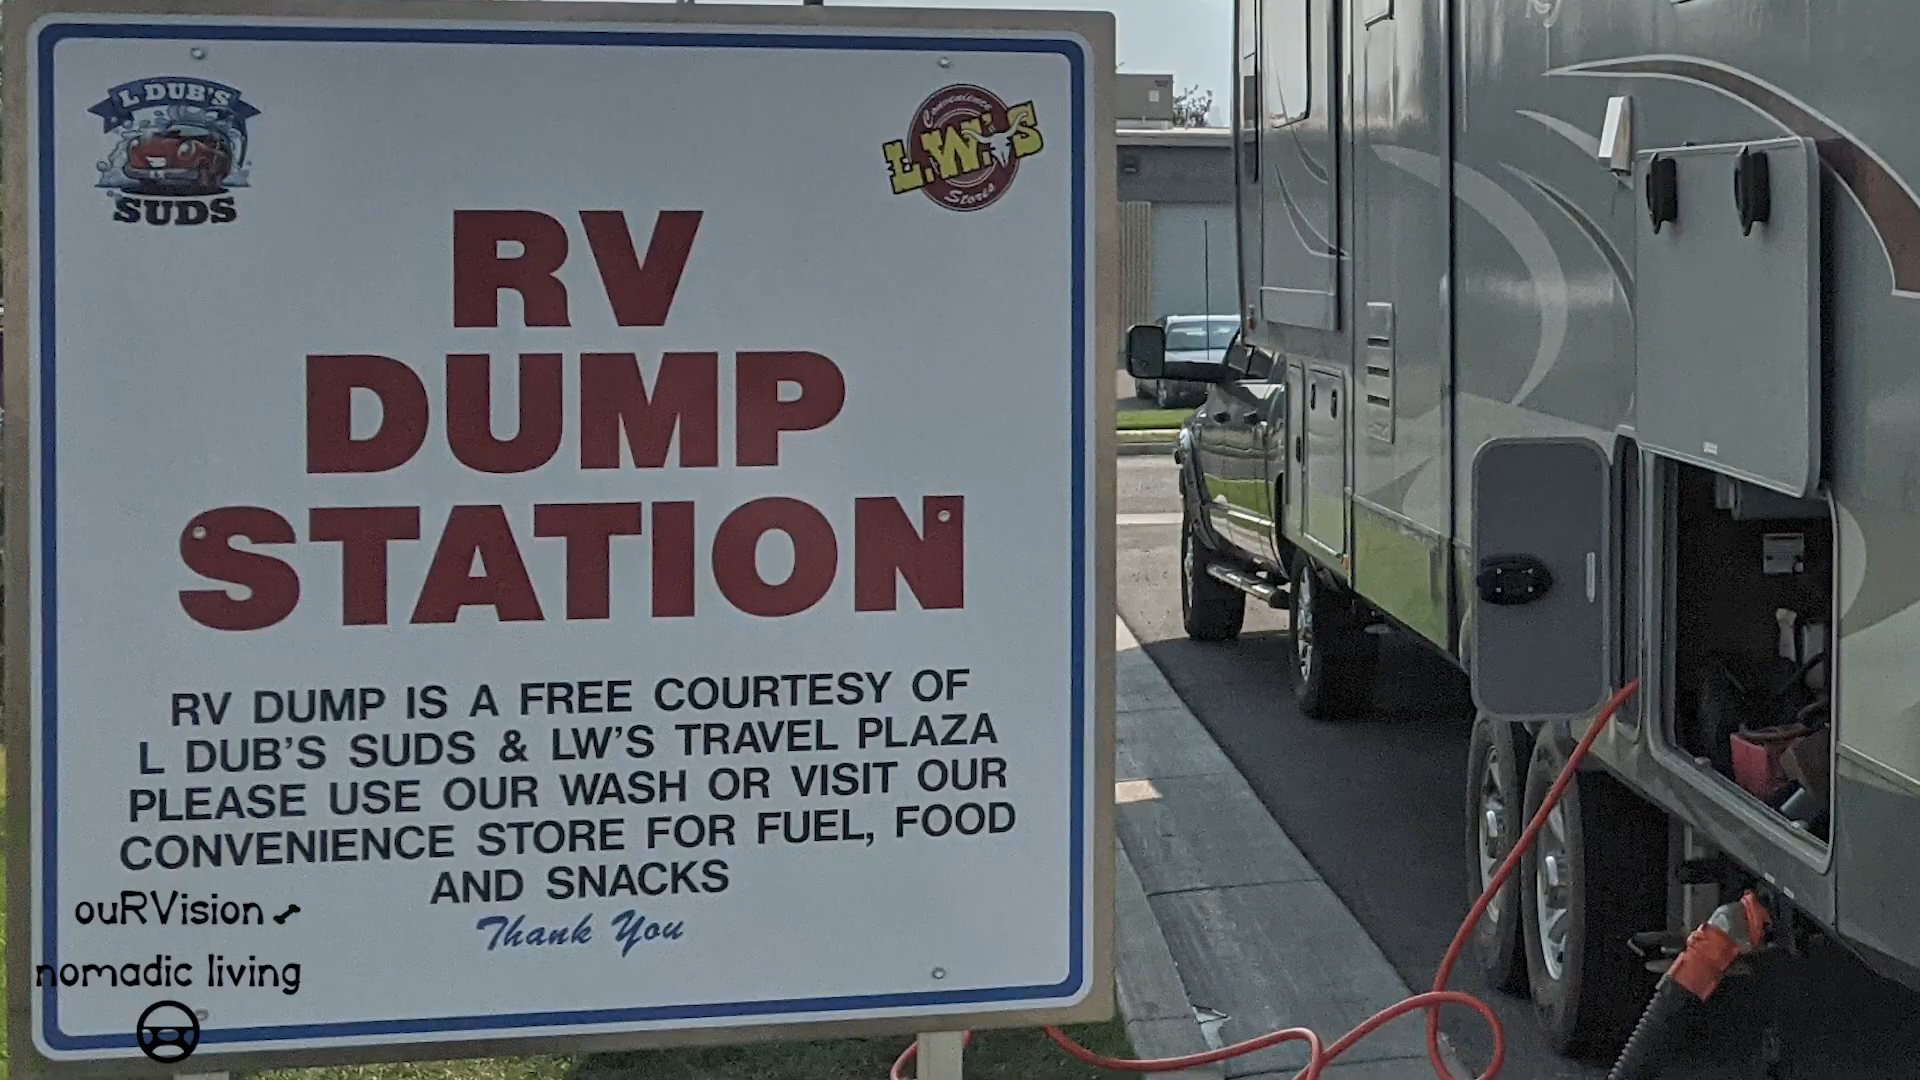 L DUB'S
SUDS
Convenience
L.W.'S
Stores
RV
DUMP
STATION
RV DUMP IS A FREE COURTESY OF
L DUB'S SUDS & LW'S TRAVEL PLAZA
PLEASE USE OUR WASH OR VISIT OUR
CONVENIENCE STORE FOR FUEL, FOOD
AND SNACKS
Thank You
ouRVision
nomadic living